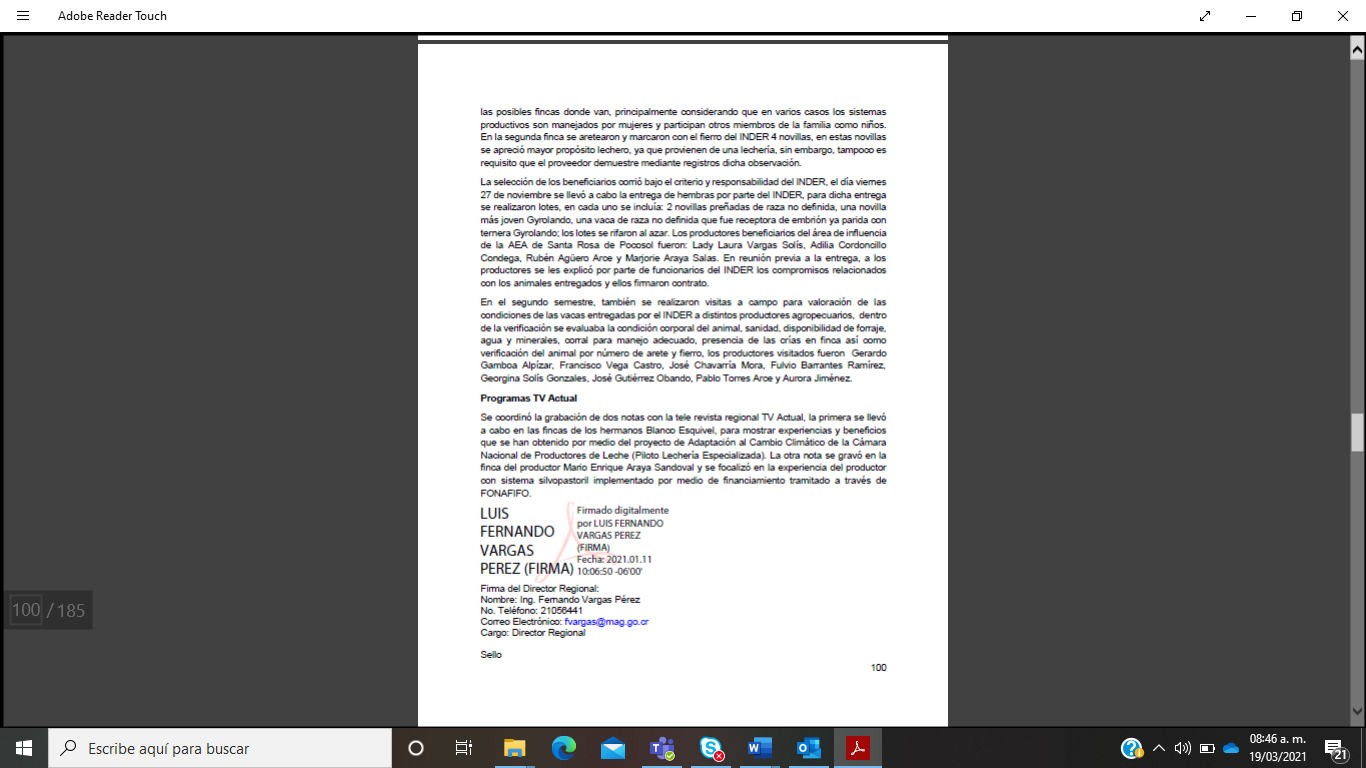 Adobe Reader Touch
las posibles fincas donde van, principalmente considerando que en varios casos los sistemas
productivos son manejados por mujeres y participan otros miembros de la familia como niños.
En la segunda finca se aretearon y marcaron con el fierro del INDER 4 novillas, en estas novillas
se apreció mayor propósito lechero, ya que provienen de una lechería, sin embargo, tampoco es
requisito que el proveedor demuestre mediante registros dicha observación.
La selección de los beneficiarios corrió bajo el criterio y responsabilidad del INDER, el día viernes
27 de noviembre se llevó a cabo la entrega de hembras por parte del INDER, para dicha entrega
se realizaron lotes, en cada uno se incluía: 2 novillas preñadas de raza no definida, una novilla
más joven Gyrolando, una vaca de raza no definida que fue receptora de embrión ya parida con
ternera Gyrolando; los lotes se rifaron al azar. Los productores beneficiarios del área de influencia
de la AEA de Santa Rosa de Pocosol fueron: Lady Laura Vargas Solís, Adilia Cordoncillo
Condega, Rubén Agüero Arce y Marjorie Araya Salas. En reunión previa a la entrega, a los
productores se les explicó por parte de funcionarios del INDER los compromisos relacionados
con los animales entregados y ellos firmaron contrato.
En el segundo semestre, también se realizaron visitas a campo para valoración de las
condiciones de las vacas entregadas por el INDER a distintos productores agropecuarios, dentro
de la verificación se evaluaba la condición corporal del animal, sanidad, disponibilidad de forraje,
agua y minerales, corral para manejo adecuado, presencia de las crías en finca así como
verificación del animal por número de arete y fierro, los productores visitados fueron Gerardo
Gamboa Alpízar, Francisco Vega Castro, José Chavarría Mora, Fulvio Barrantes Ramírez,
Georgina Solís Gonzales, José Gutiérrez Obando, Pablo Torres Arce y Aurora Jiménez.
Programas TV Actual
Se coordinó la grabación de dos notas con la tele revista regional TV Actual, la primera se llevó
a cabo en las fincas de los hermanos Blanco Esquivel, para mostrar experiencias y beneficios
que se han obtenido por medio del proyecto de Adaptación al Cambio Climático de la Cámara
Nacional de Productores de Leche (Piloto Lechería Especializada). La otra nota se gravó en la
finca del productor Mario Enrique Araya Sandoval y se focalizó en la experiencia del productor
con sistema silvopastoril implementado por medio de financiamiento tramitado a través de
FONAFIFO.
LUIS
FERNANDO
VARGAS
PEREZ (FIRMA)
Firmado digitalmente
por LUIS FERNANDO
VARGAS PEREZ
(FIRMA)
Fecha: 2021.01.11
10:06:50 -06'00'
Firma del Director Regional:
Nombre: Ing. Fernando Vargas Pérez
No. Teléfono: 21056441
Correo Electrónico: fvargas@mag.go.cr
Cargo: Director Regional
Sello
100
100 / 185
Escribe aquí para buscar
08:46 a. m.
19/03/2021
21